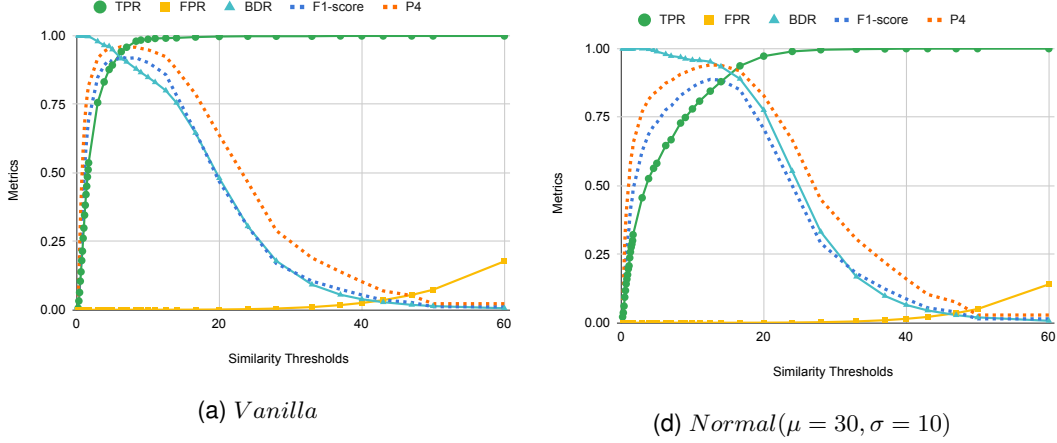 TPR FPR BDR F1-score P4
1.00
0.75
0.50
0.25
0.00
Metrics
0 20 40 60
Similarity Thresholds
(a) Vanilla
TPR FPR BDR F1-score P4
1.00
0.75
0.50
0.25
0.00
Metrics
0 20 40 60
Similarity Thresholds
(d) Normal(μ = 30, σ = 10)